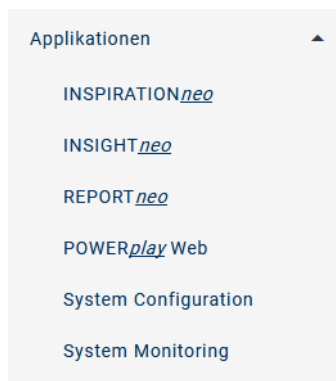 Applikationen
INSPIRATIONneo
INSIGHTneo
REPORTneo
POWERplay Web
System Configuration
System Monitoring